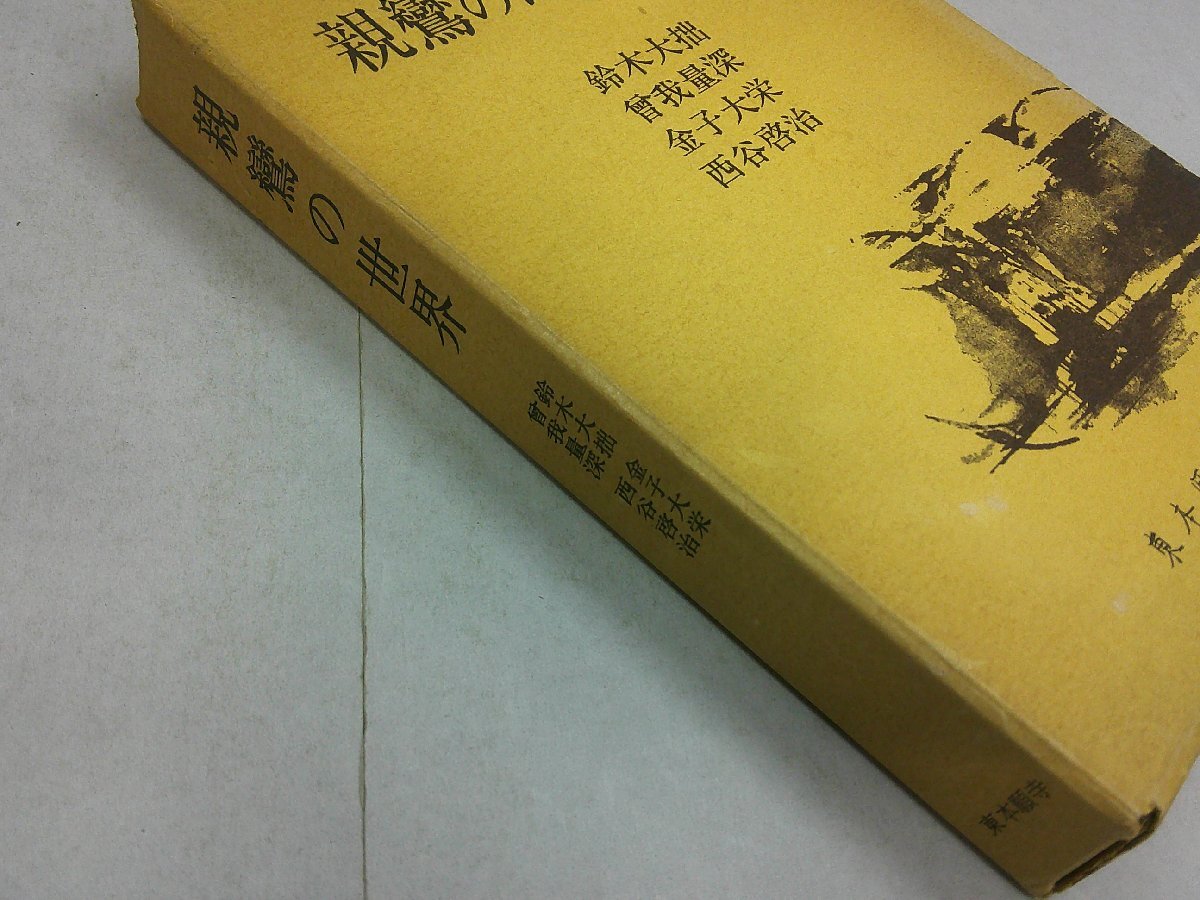 親鸞の
鈴木大拙
曾我量深
金子大栄
西谷啓治
東本
親鸞の世界
鈴木大拙
曾我量深
金子大栄
西谷啓治
東本願寺